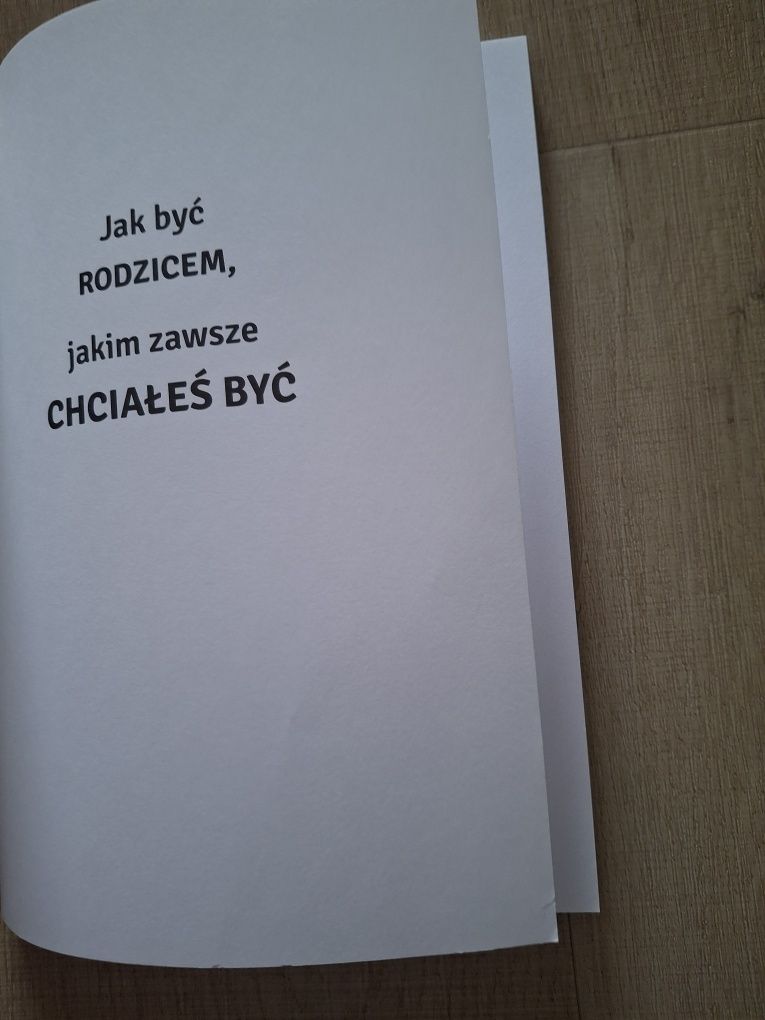 Jak być
RODZICEM,
jakim zawsze
CHCIAŁEŚ BYĆ